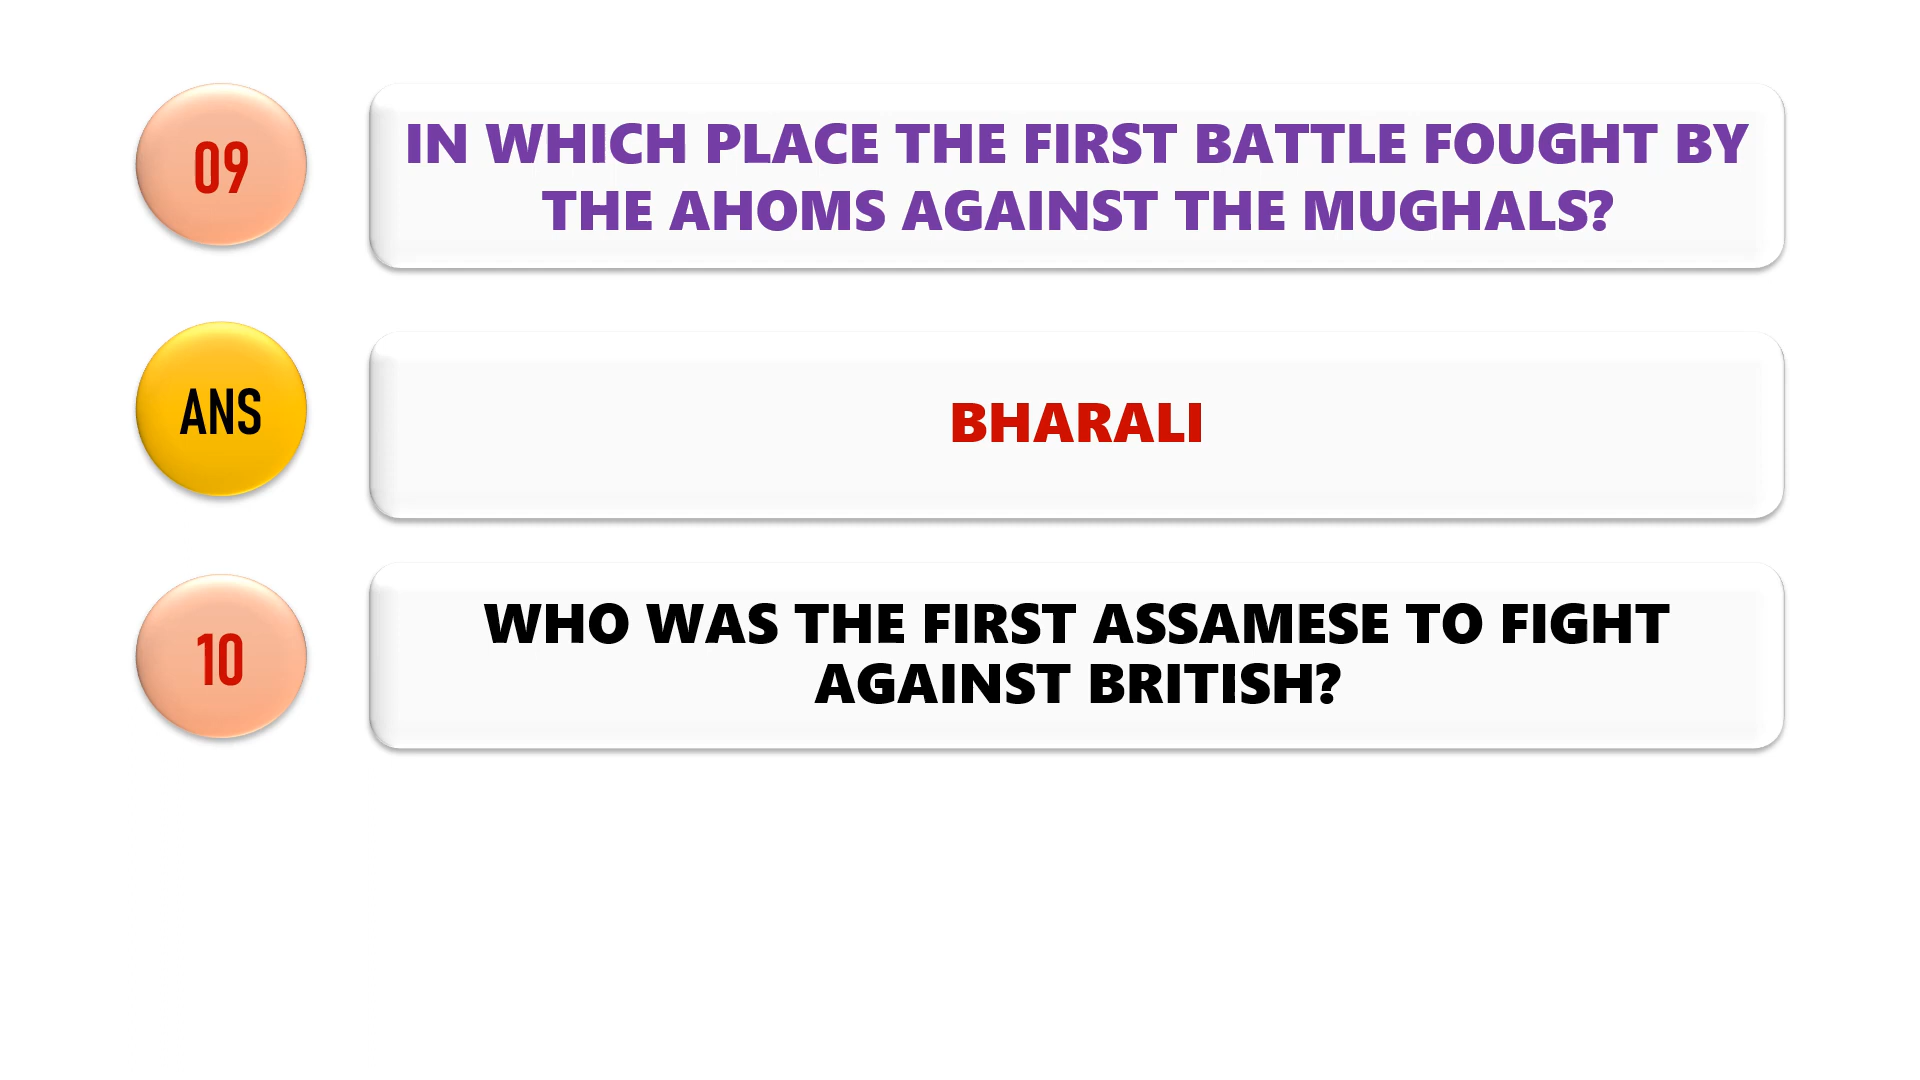 09
IN WHICH PLACE THE FIRST BATTLE FOUGHT BY
THE AHOMS AGAINST THE MUGHALS?
ANS
BHARALI
10
WHO WAS THE FIRST ASSAMESE TO FIGHT
AGAINST BRITISH?